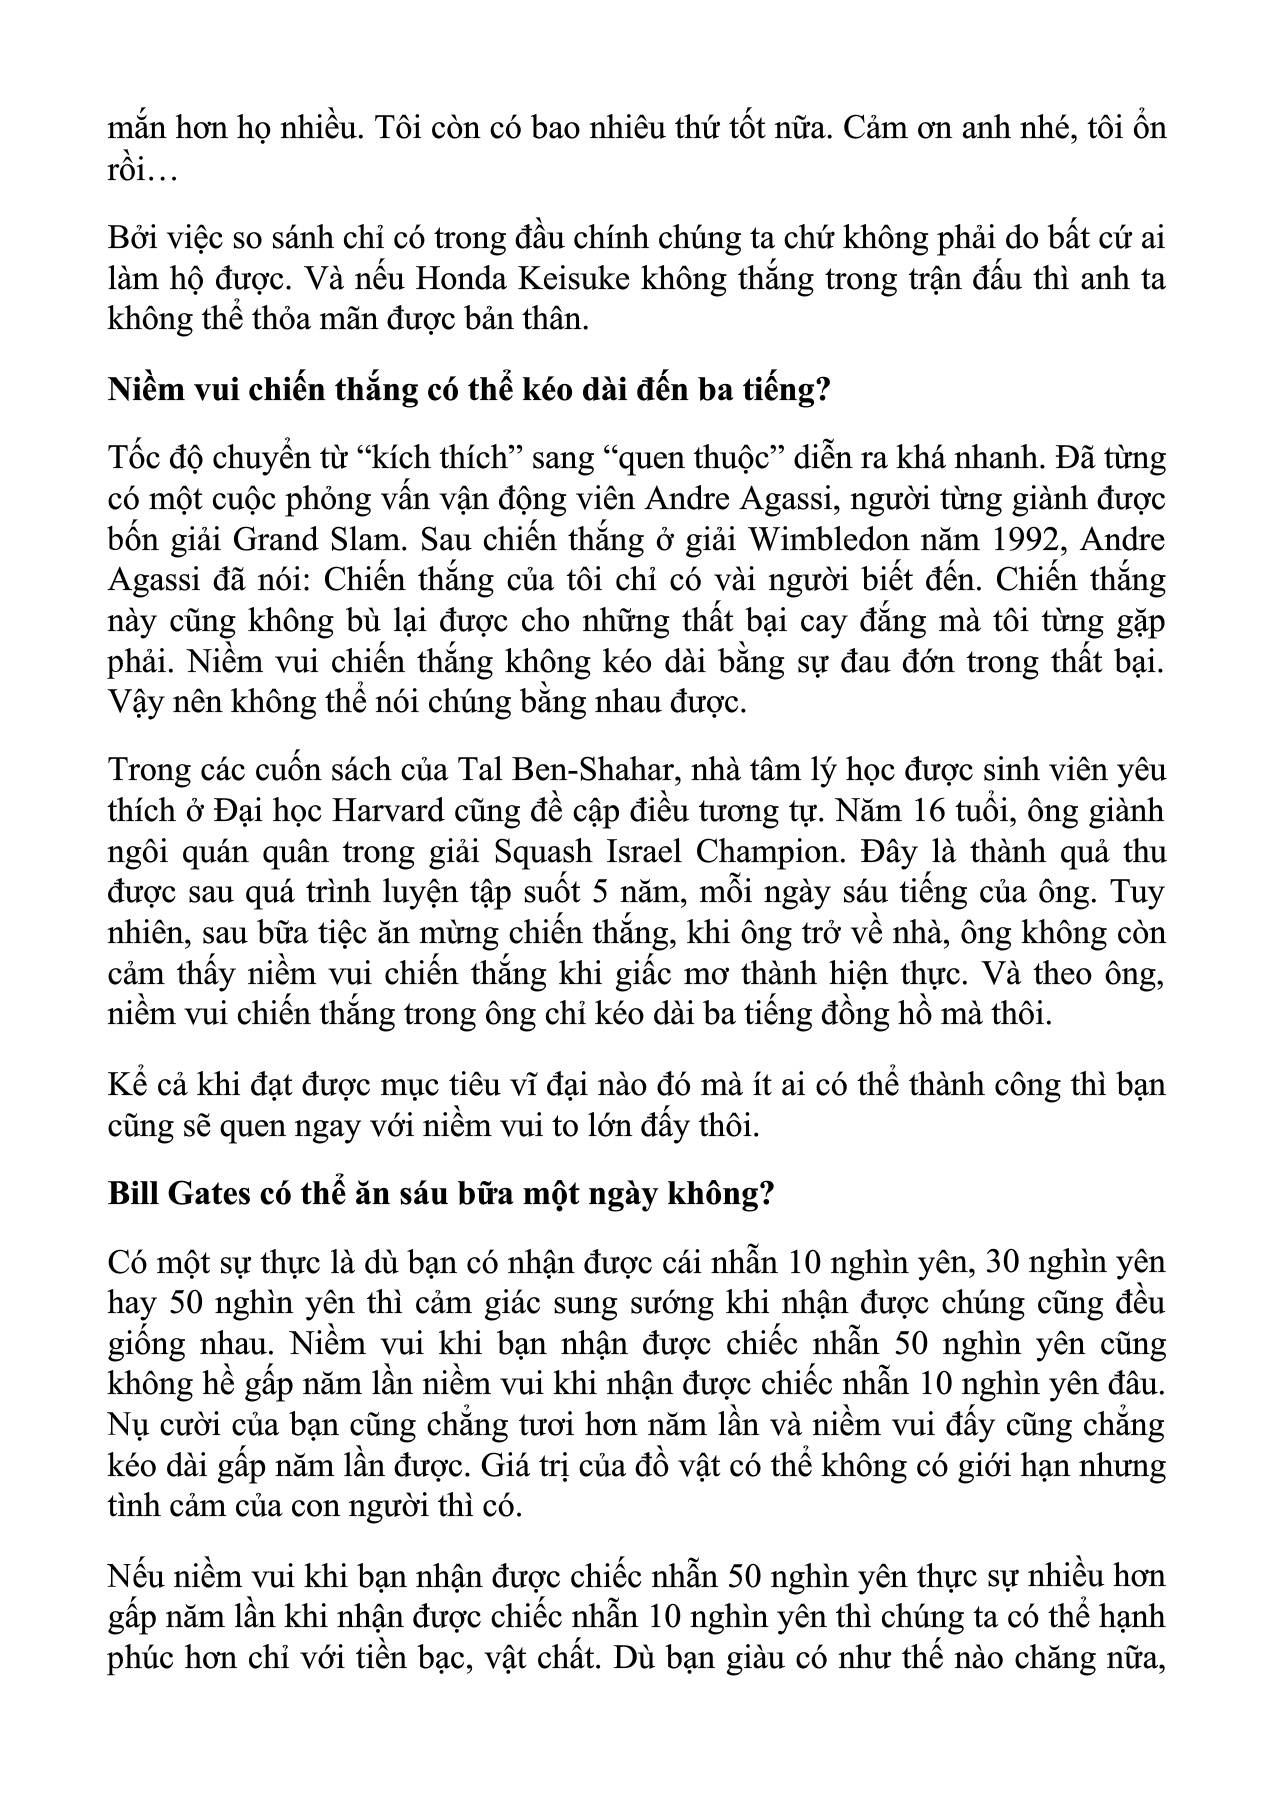 mắn hơn họ nhiều. Tôi còn có bao nhiêu thứ tốt nữa. Cảm ơn anh nhé, tôi ổn
rồi…
Bởi việc so sánh chỉ có trong đầu chính chúng ta chứ không phải do bất cứ ai
làm hộ được. Và nếu Honda Keisuke không thắng trong trận đấu thì anh ta
không thể thỏa mãn được bản thân.
Niềm vui chiến thắng có thể kéo dài đến ba tiếng?
Tốc độ chuyển từ “kích thích” sang “quen thuộc” diễn ra khá nhanh. Đã từng
có một cuộc phỏng vấn vận động viên Andre Agassi, người từng giành được
bốn giải Grand Slam. Sau chiến thắng ở giải Wimbledon năm 1992, Andre
Agassi đã nói: Chiến thắng của tôi chỉ có vài người biết đến. Chiến thắng
này cũng không bù lại được cho những thất bại cay đắng mà tôi từng gặp
phải. Niềm vui chiến thắng không kéo dài bằng sự đau đớn trong thất bại.
Vậy nên không thể nói chúng bằng nhau được.
Trong các cuốn sách của Tal Ben-Shahar, nhà tâm lý học được sinh viên yêu
thích ở Đại học Harvard cũng đề cập điều tương tự. Năm 16 tuổi, ông giành
ngôi quán quân trong giải Squash Israel Champion. Đây là thành quả thu
được sau quá trình luyện tập suốt 5 năm, mỗi ngày sáu tiếng của ông. Tuy
nhiên, sau bữa tiệc ăn mừng chiến thắng, khi ông trở về nhà, ông không còn
cảm thấy niềm vui chiến thắng khi giấc mơ thành hiện thực. Và theo ông,
niềm vui chiến thắng trong ông chỉ kéo dài ba tiếng đồng hồ mà thôi.
Kể cả khi đạt được mục tiêu vĩ đại nào đó mà ít ai có thể thành công thì bạn
cũng sẽ quen ngay với niềm vui to lớn đấy thôi.
Bill Gates có thể ăn sáu bữa một ngày không?
Có một sự thực là dù bạn có nhận được cái nhẫn 10 nghìn yên, 30 nghìn yên
hay 50 nghìn yên thì cảm giác sung sướng khi nhận được chúng cũng đều
giống nhau. Niềm vui khi bạn nhận được chiếc nhẫn 50 nghìn yên cũng
không hề gấp năm lần niềm vui khi nhận được chiếc nhẫn 10 nghìn yên đâu.
Nụ cười của bạn cũng chẳng tươi hơn năm lần và niềm vui đấy cũng chẳng
kéo dài gấp năm lần được. Giá trị của đồ vật có thể không có giới hạn nhưng
tình cảm của con người thì có.
Nếu niềm vui khi bạn nhận được chiếc nhẫn 50 nghìn yên thực sự nhiều hơn
gấp năm lần khi nhận được chiếc nhẫn 10 nghìn yên thì chúng ta có thể hạnh
phúc hơn chỉ với tiền bạc, vật chất. Dù bạn giàu có như thế nào chăng nữa,